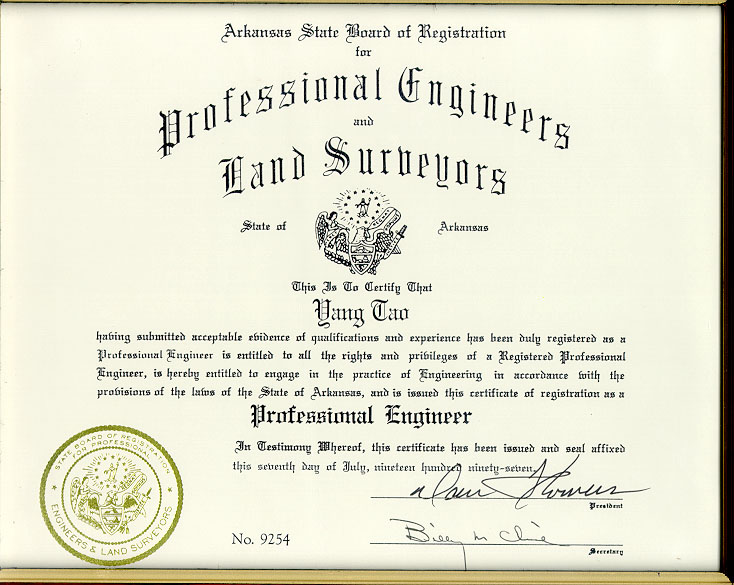 Arkansas State Board of Registration
for
Professional Engineers
and
Land Surveyors
State of Arkansas
This Is To Certify That
Yang Tao
having submitted acceptable evidence of qualifications and experience has been duly registered as a
Professional Engineer is entitled to all the rights and privileges of a Registered Professional
Engineer, is hereby entitled to engage in the practice of Engineering in accordance with the
provisions of the laws of the State of Arkansas, and is issued this certificate of registration as a
Professional Engineer
In Testimony Whereof, this certificate has been issued and seal affixed
this seventh day of July, nineteen hundred ninety-seven.
President
STATE BOARD OF REGISTRATION
FOR PROFESSIONAL
ENGINEERS & LAND SURVEYORS
No. 9254
Billy m
Secretary